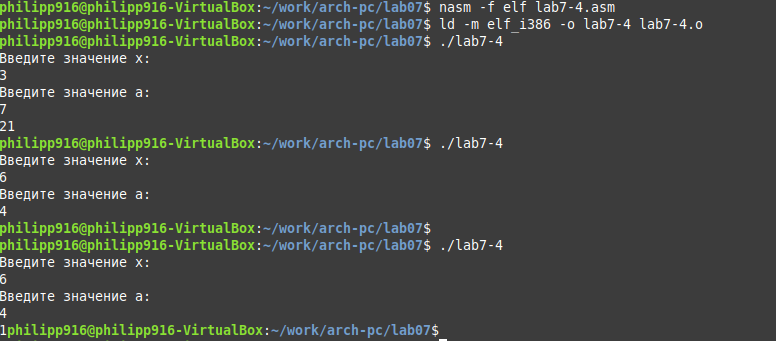 philipp916@philipp916-VirtualBox:~/work/arch-pc/lab07$ nasm -f elf lab7-4.asm
philipp916@philipp916-VirtualBox:~/work/arch-pc/lab07$ ld -m elf_i386 -o lab7-4 lab7-4.o
philipp916@philipp916-VirtualBox:~/work/arch-pc/lab07$ ./lab7-4
Введите значение x:
3
Введите значение a:
7
21
philipp916@philipp916-VirtualBox:~/work/arch-pc/lab07$ ./lab7-4
Введите значение x:
6
Введите значение a:
4
philipp916@philipp916-VirtualBox:~/work/arch-pc/lab07$
philipp916@philipp916-VirtualBox:~/work/arch-pc/lab07$ ./lab7-4
Введите значение x:
6
Введите значение a:
4
1philipp916@philipp916-VirtualBox:~/work/arch-pc/lab07$